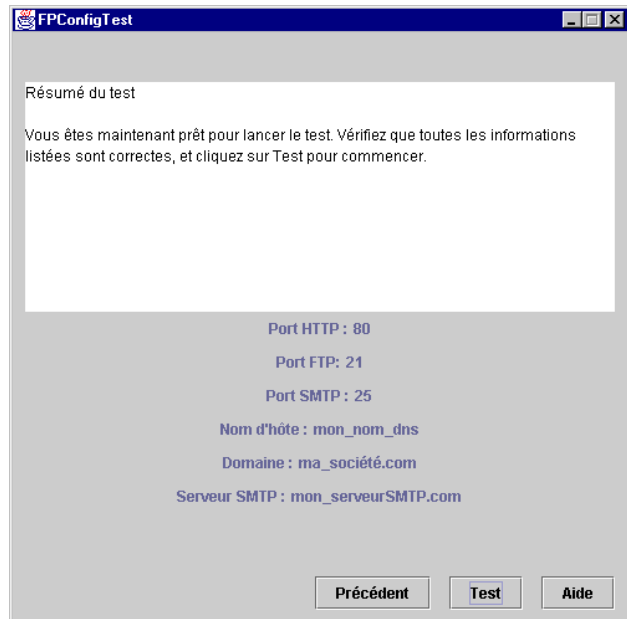 FPConfigTest
Résumé du test
Vous êtes maintenant prêt pour lancer le test. Vérifiez que toutes les informations
listées sont correctes, et cliquez sur Test pour commencer.
Port HTTP : 80
Port FTP: 21
Port SMTP : 25
Nom d'hôte : mon_nom_dns
Domaine : ma_société.com
Serveur SMTP : mon_serveurSMTP.com
Précédent Test Aide